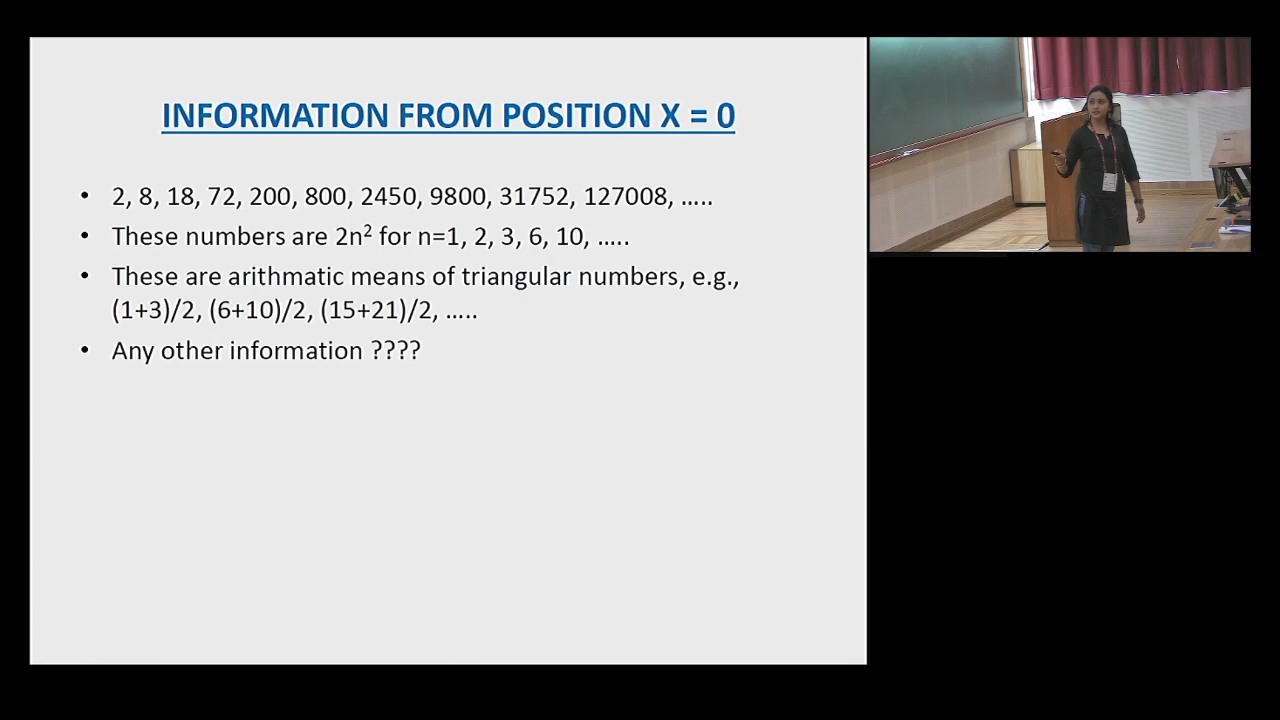 INFORMATION FROM POSITION X = 0
• 2, 8, 18, 72, 200, 800, 2450, 9800, 31752, 127008, …..
• These numbers are 2n² for n=1, 2, 3, 6, 10, …..
• These are arithmatic means of triangular numbers, e.g.,
(1+3)/2, (6+10)/2, (15+21)/2, …..
• Any other information ????